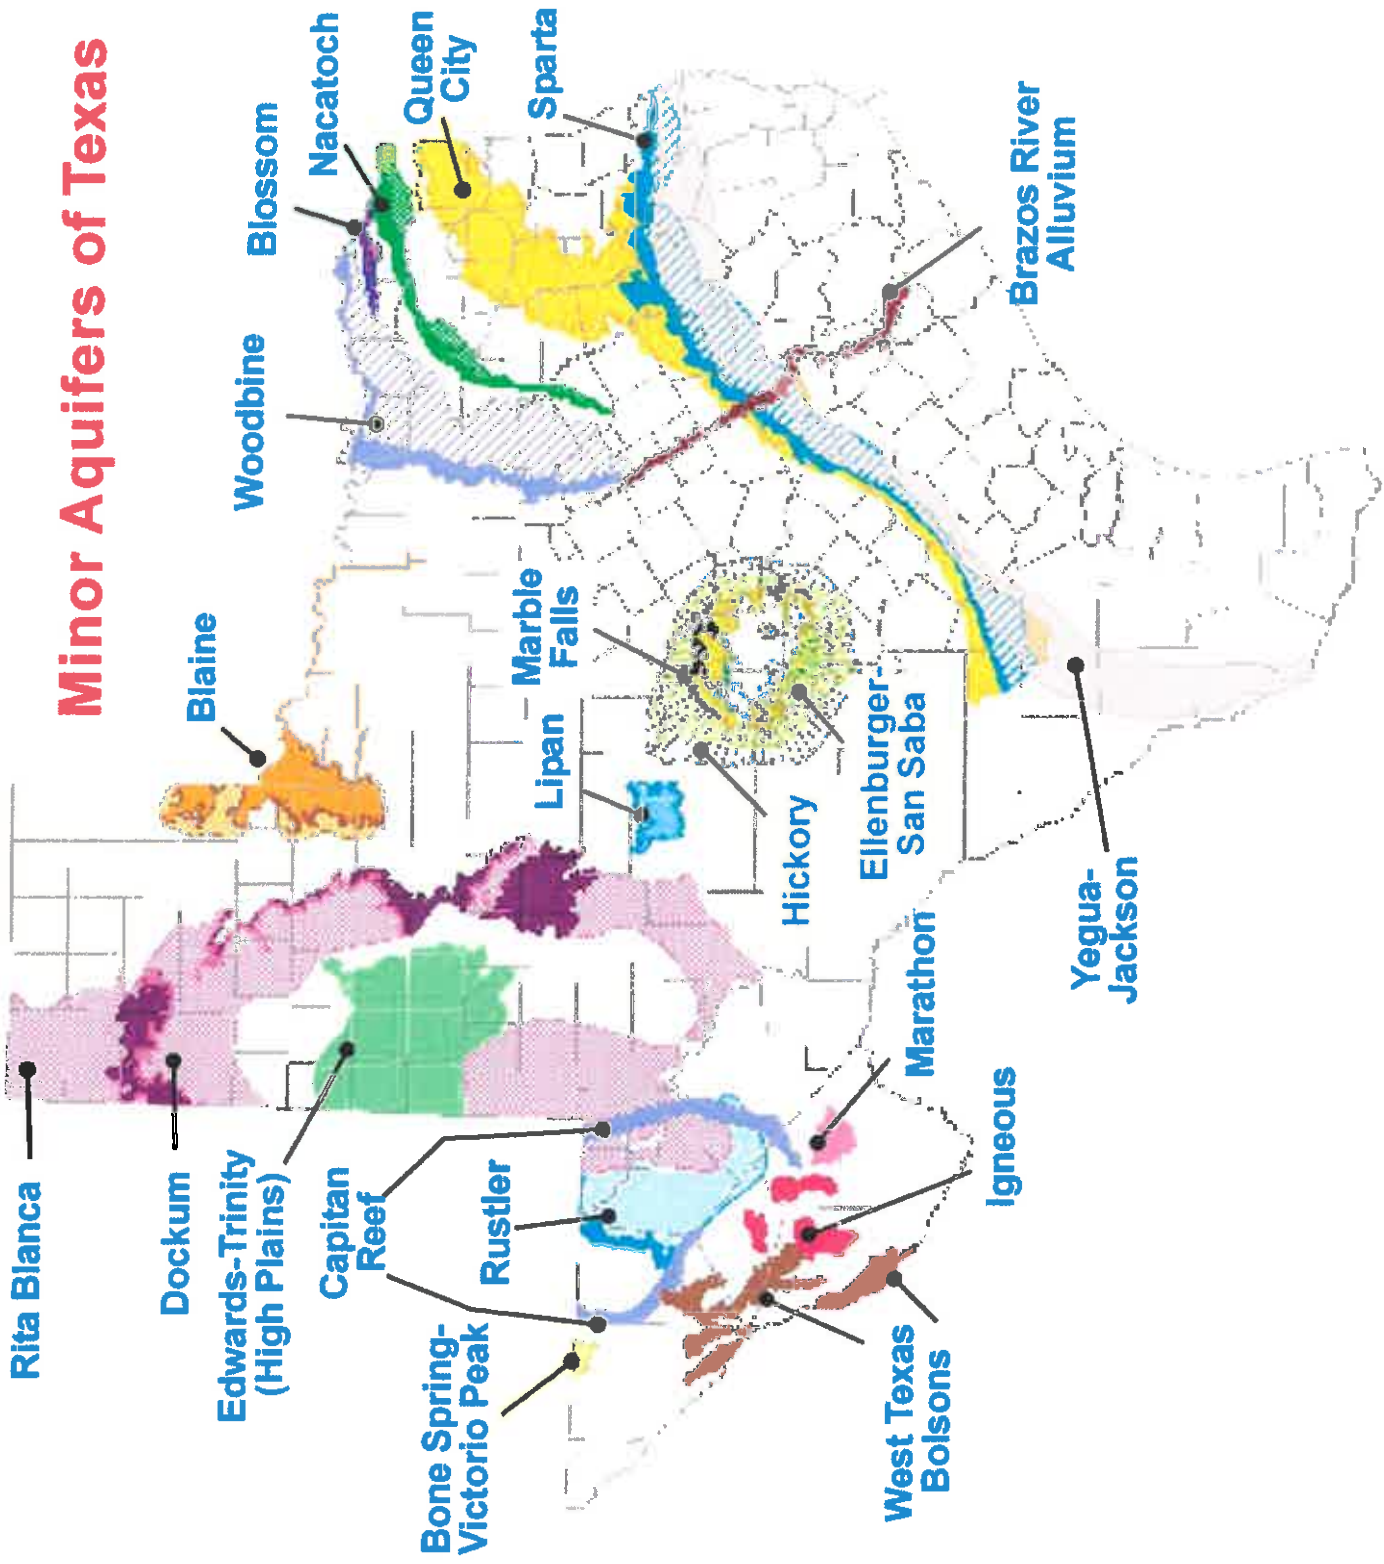 Minor Aquifers of Texas
Rita Blanca
Dockum
Edwards-Trinity
(High Plains)
Capitan
Reef
Rustler
Bone Spring-
Victorio Peak
West Texas
Bolsons
Igneous
Marathon
Blaine
Lipan
Marble
Falls
Hickory
Ellenburger-
San Saba
Yegua-
Jackson
Woodbine
Blossom
Nacatoch
Queen
City
Sparta
Brazos River
Alluvium